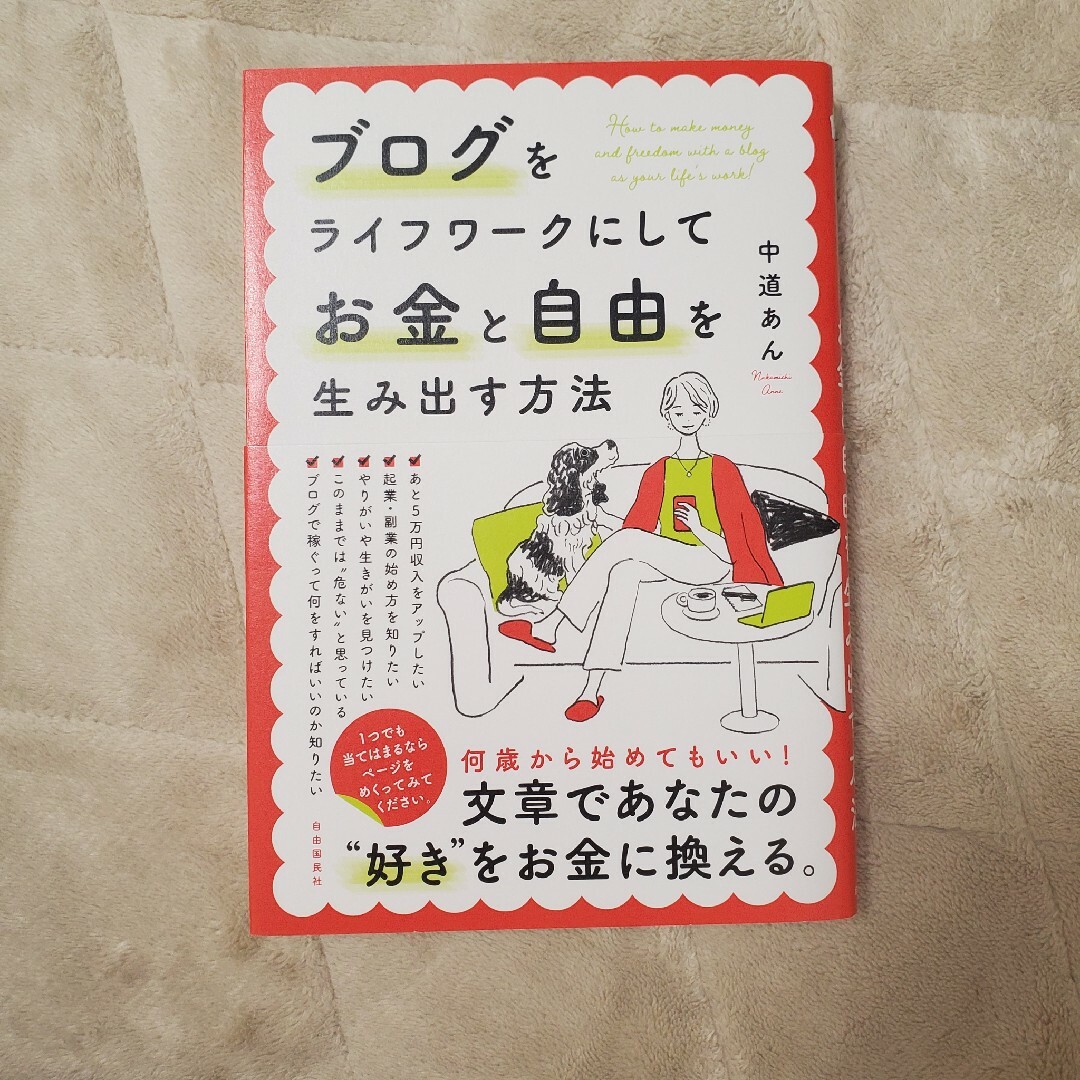 ブログを
ライフワークにして
お金と自由を
生み出す方法
How to make money
and freedom with a blog
as your life's work!
中道あん
Nakamichi
Anne
あと5万円収入をアップしたい
起業・副業の始め方を知りたい
やりがいや生きがいを見つけたい
このままでは“危ない”と思っている
ブログで稼ぐって何をすればいいのか知りたい
1つでも
当てはまるなら
ページを
めくってみて
ください。
何歳から始めてもいい！
文章であなたの
“好き”をお金に換える。
自由国民社